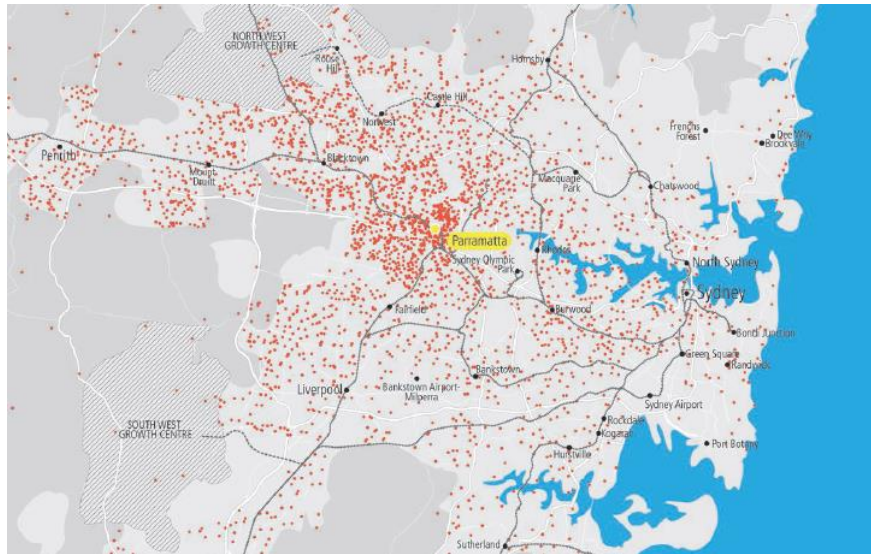 NORTH WEST
GROWTH CENTRE
Rouse
Hill
Hornsby
Castle Hill
Norwest
Frenchs
Forest
Dee Why
Brookvale
Penrith
Mount
Druitt
Blacktown
Macquarie
Park
Chatswood
Parramatta
Rhodes
Sydney Olympic
Park
North Sydney
Sydney
Fairfield
Burwood
Bondi Junction
Green Square
Randwick
Bankstown
Liverpool
Bankstown Airport-
Milperra
Sydney Airport
SOUTH WEST
GROWTH CENTRE
Rockdale
Kogarah
Hurstville
Port Botany
Sutherland